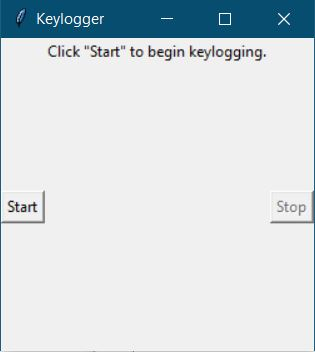 Keylogger
Click "Start" to begin keylogging.
Start
Stop